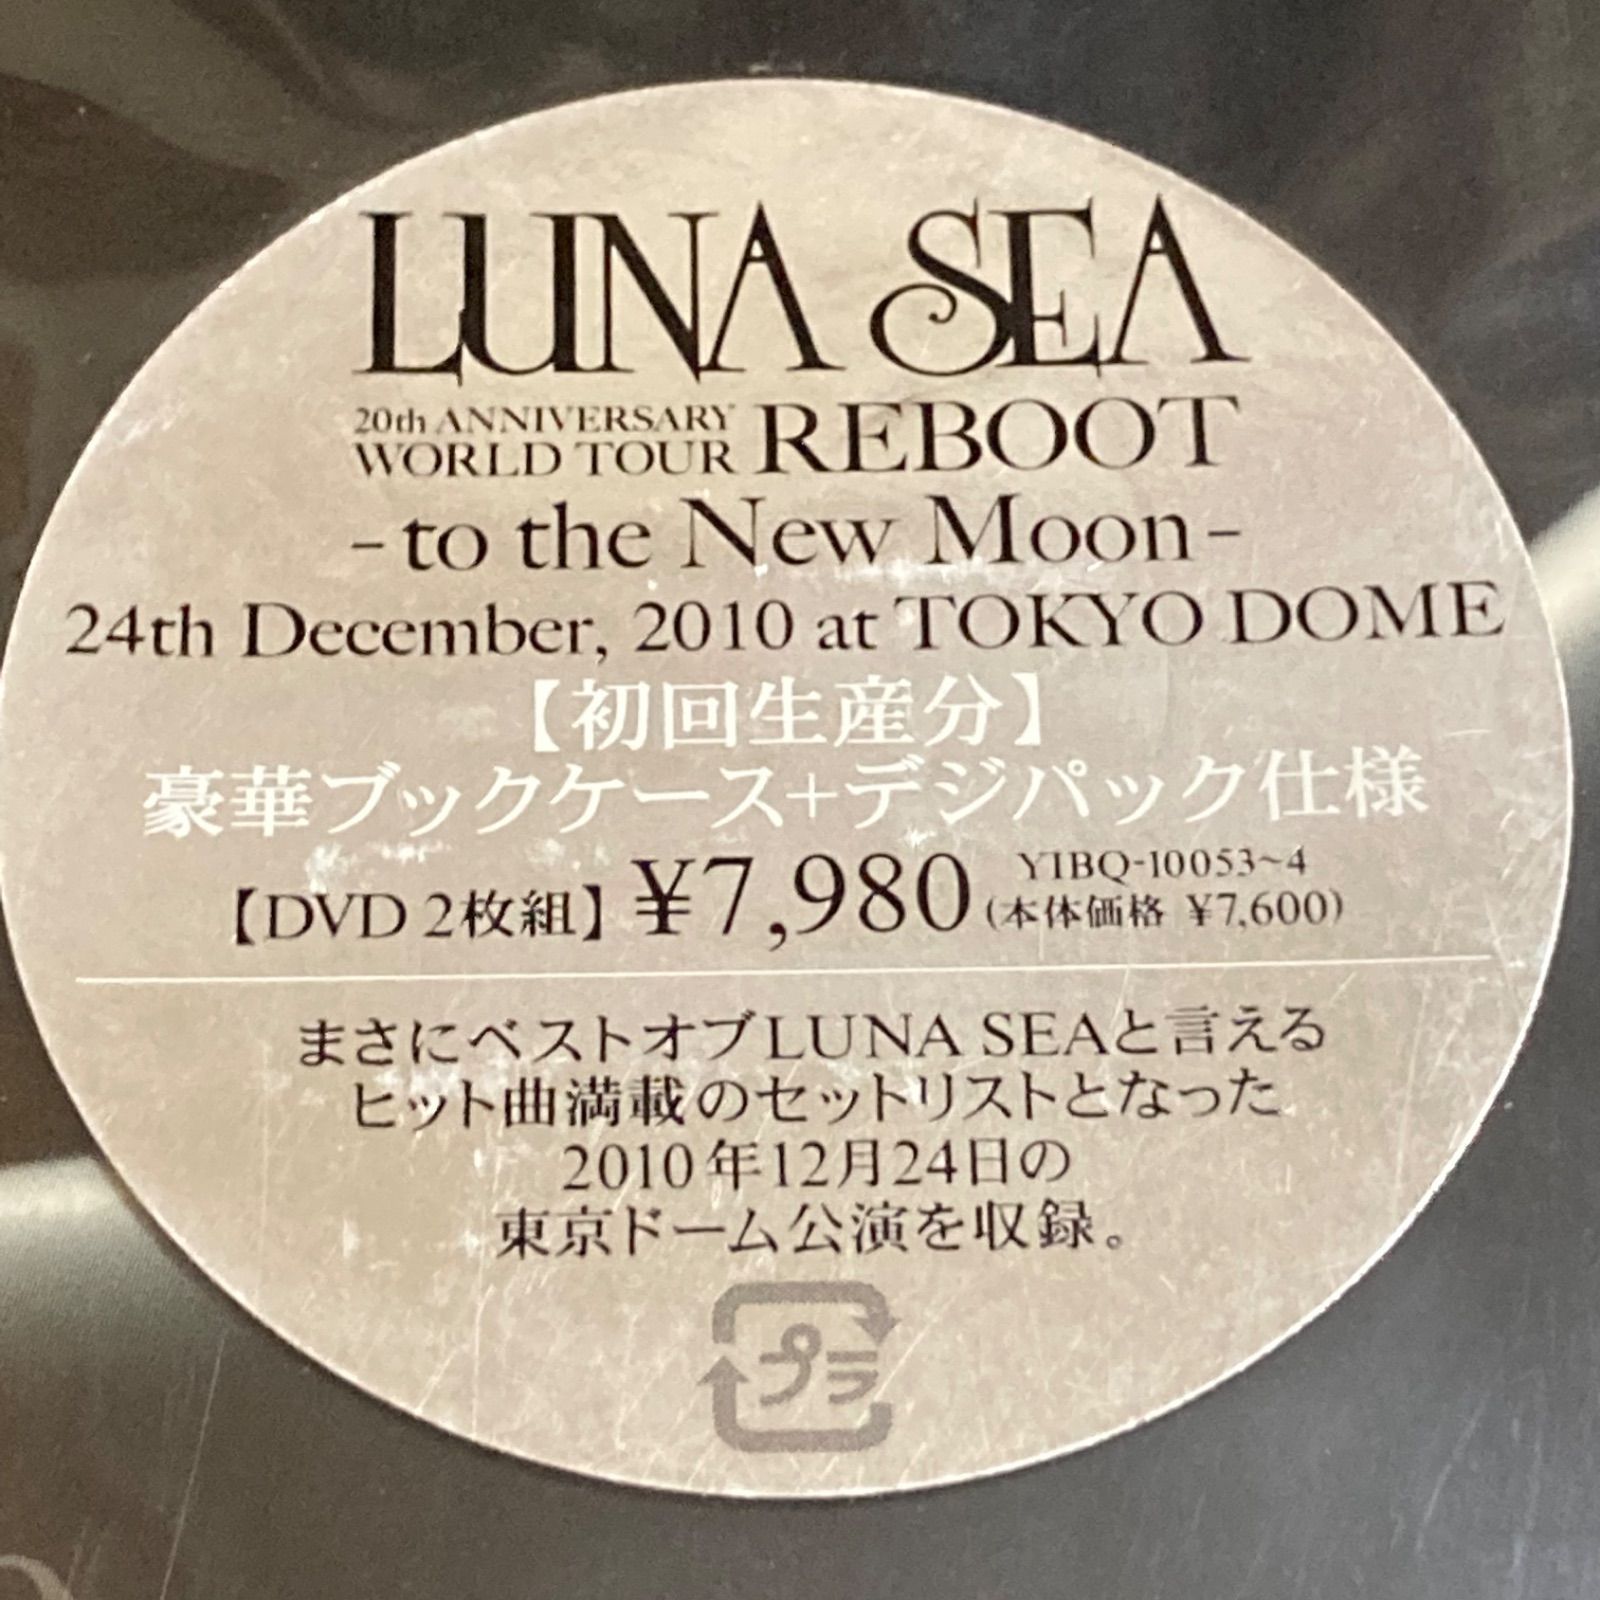 LUNA SEA
20th ANNIVERSARY
WORLD TOUR REBOOT
-to the New Moon-
24th December, 2010 at TOKYO DOME
【初回生産分】
豪華ブックケース+デジパック仕様
【DVD 2枚組】 ¥7,980 YIBQ-10053~4
(本体価格 ¥7,600)
まさにベストオブLUNA SEAと言える
ヒット曲満載のセットリストとなった
2010年12月24日の
東京ドーム公演を収録。
プラ